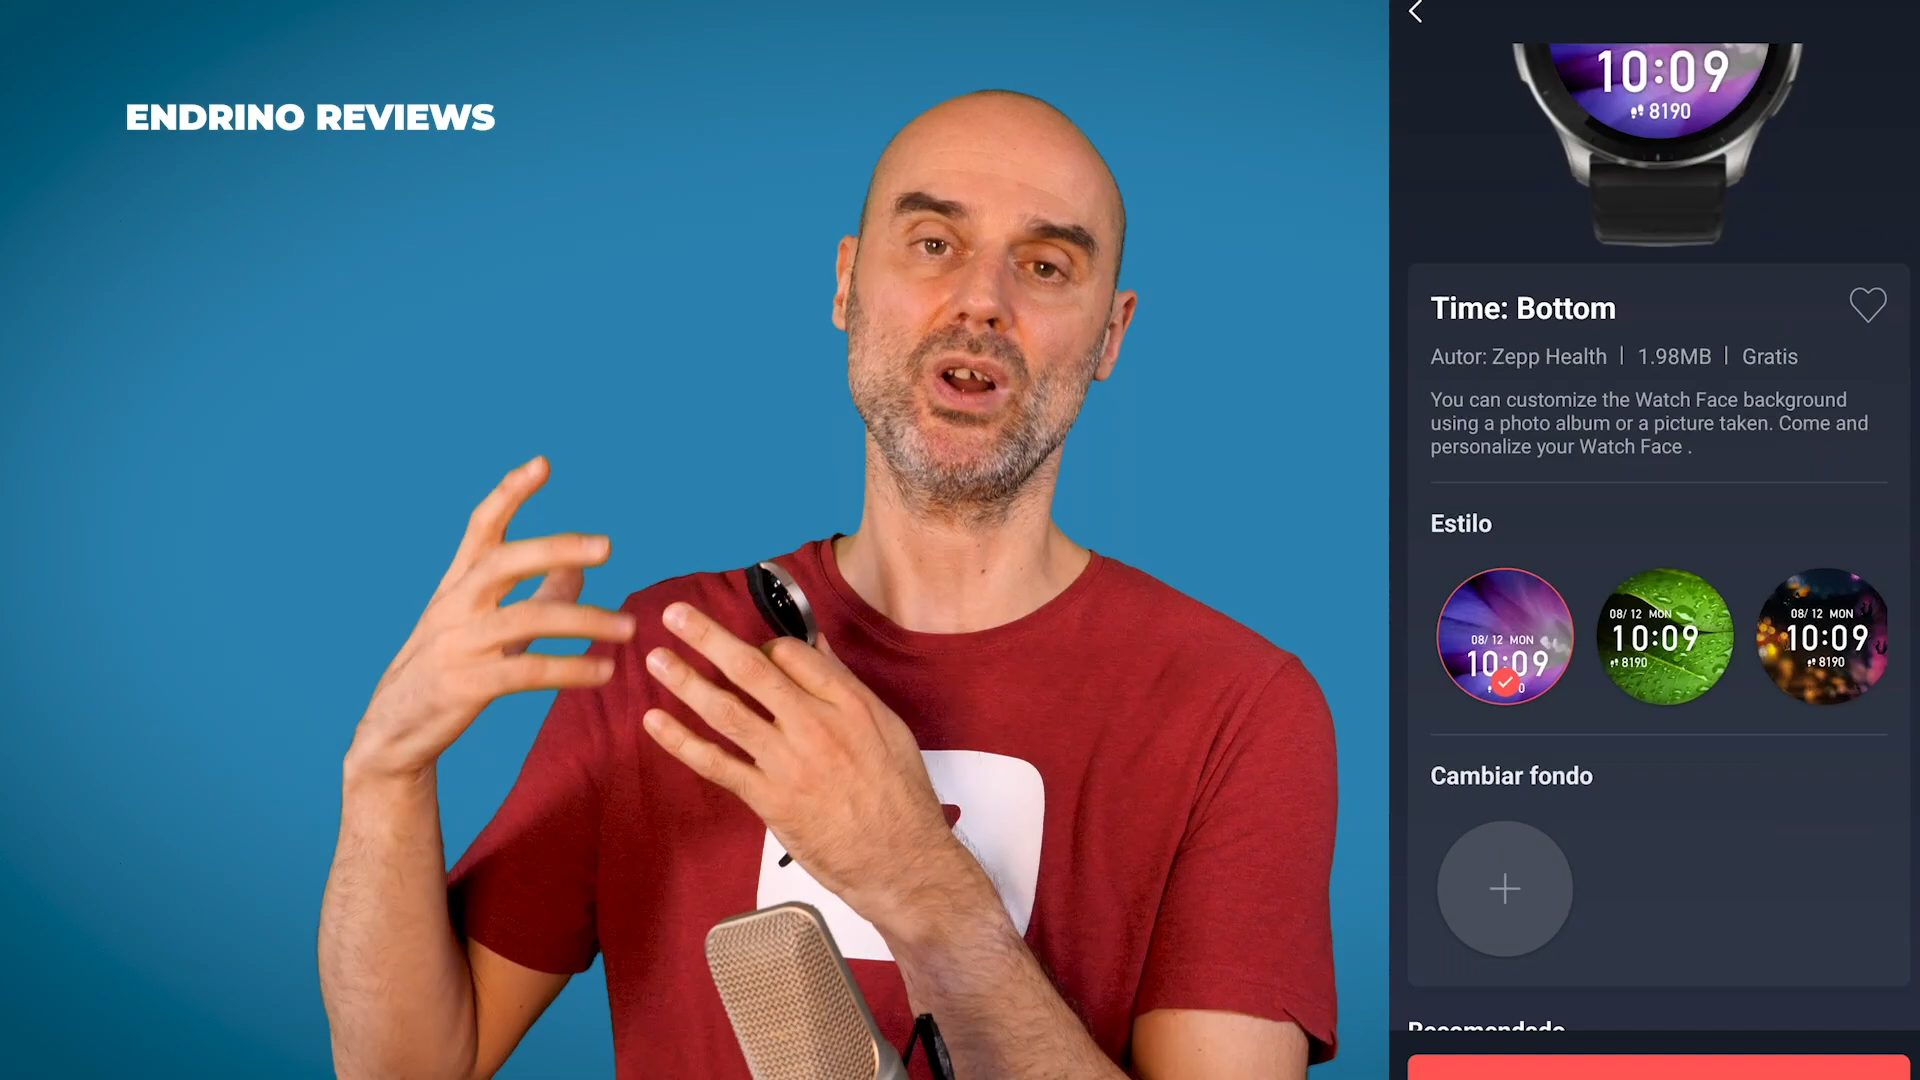 ENDRINO REVIEWS
10:09
8190
Time: Bottom
Autor: Zepp Health | 1.98MB | Gratis
You can customize the Watch Face background
using a photo album or a picture taken. Come and
personalize your Watch Face .
Estilo
08/ 12 MON
10:09
0
08/ 12 MON
10:09
8190
08/ 12 MON
10:09
8190
Cambiar fondo
Recomendado